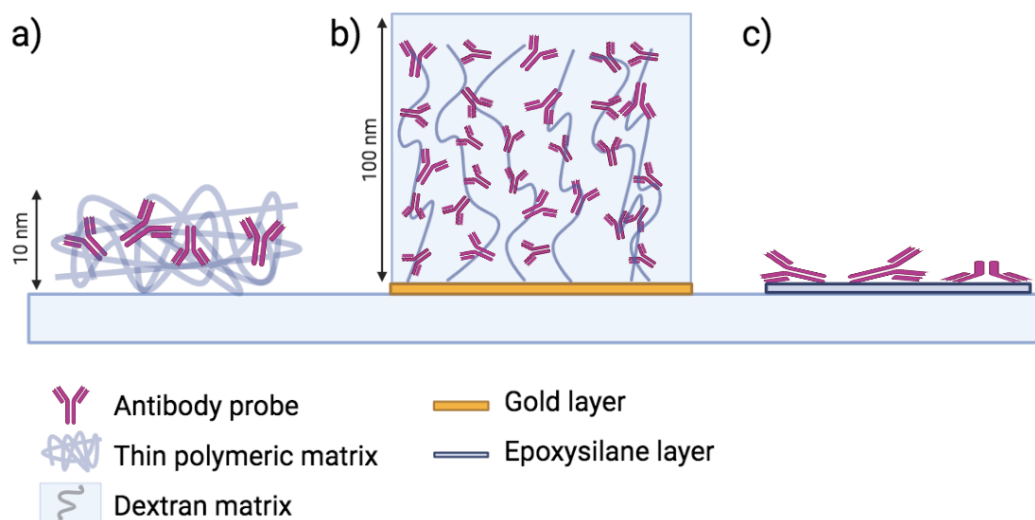 a)
b)
c)
100 nm
10 nm
Antibody probe
Gold layer
Thin polymeric matrix
Epoxysilane layer
Dextran matrix